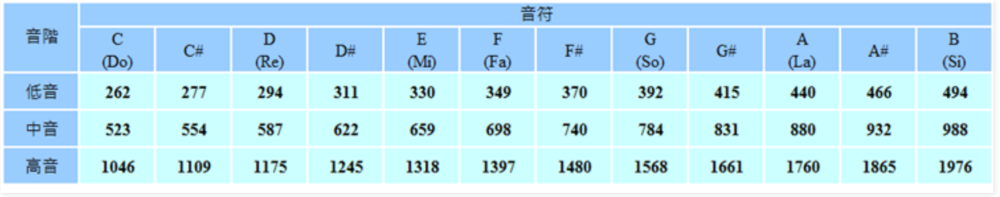 音階 音符
C (Do) C# D (Re) D# E (Mi) F (Fa) F# G (So) G# A (La) A# B (Si)
低音 262 277 294 311 330 349 370 392 415 440 466 494
中音 523 554 587 622 659 698 740 784 831 880 932 988
高音 1046 1109 1175 1245 1318 1397 1480 1568 1661 1760 1865 1976